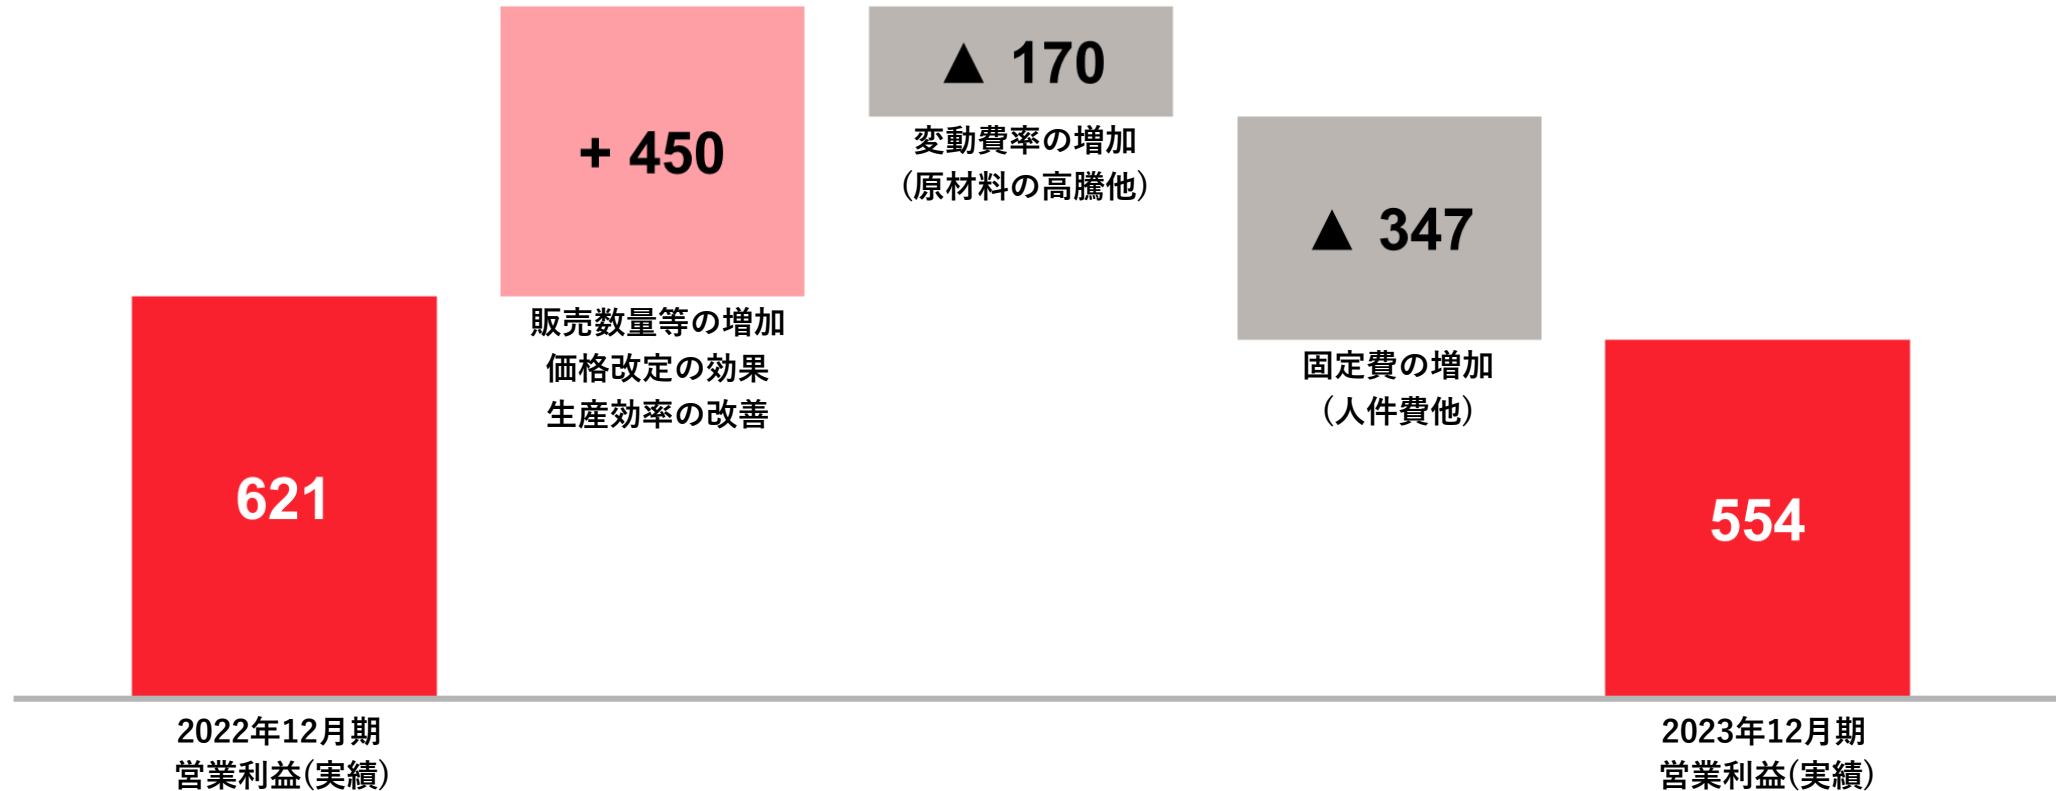 621
+ 450
販売数量等の増加
価格改定の効果
生産効率の改善
▲ 170
変動費率の増加
(原材料の高騰他)
▲ 347
固定費の増加
(人件費他)
554
2022年12月期
営業利益(実績)
2023年12月期
営業利益(実績)